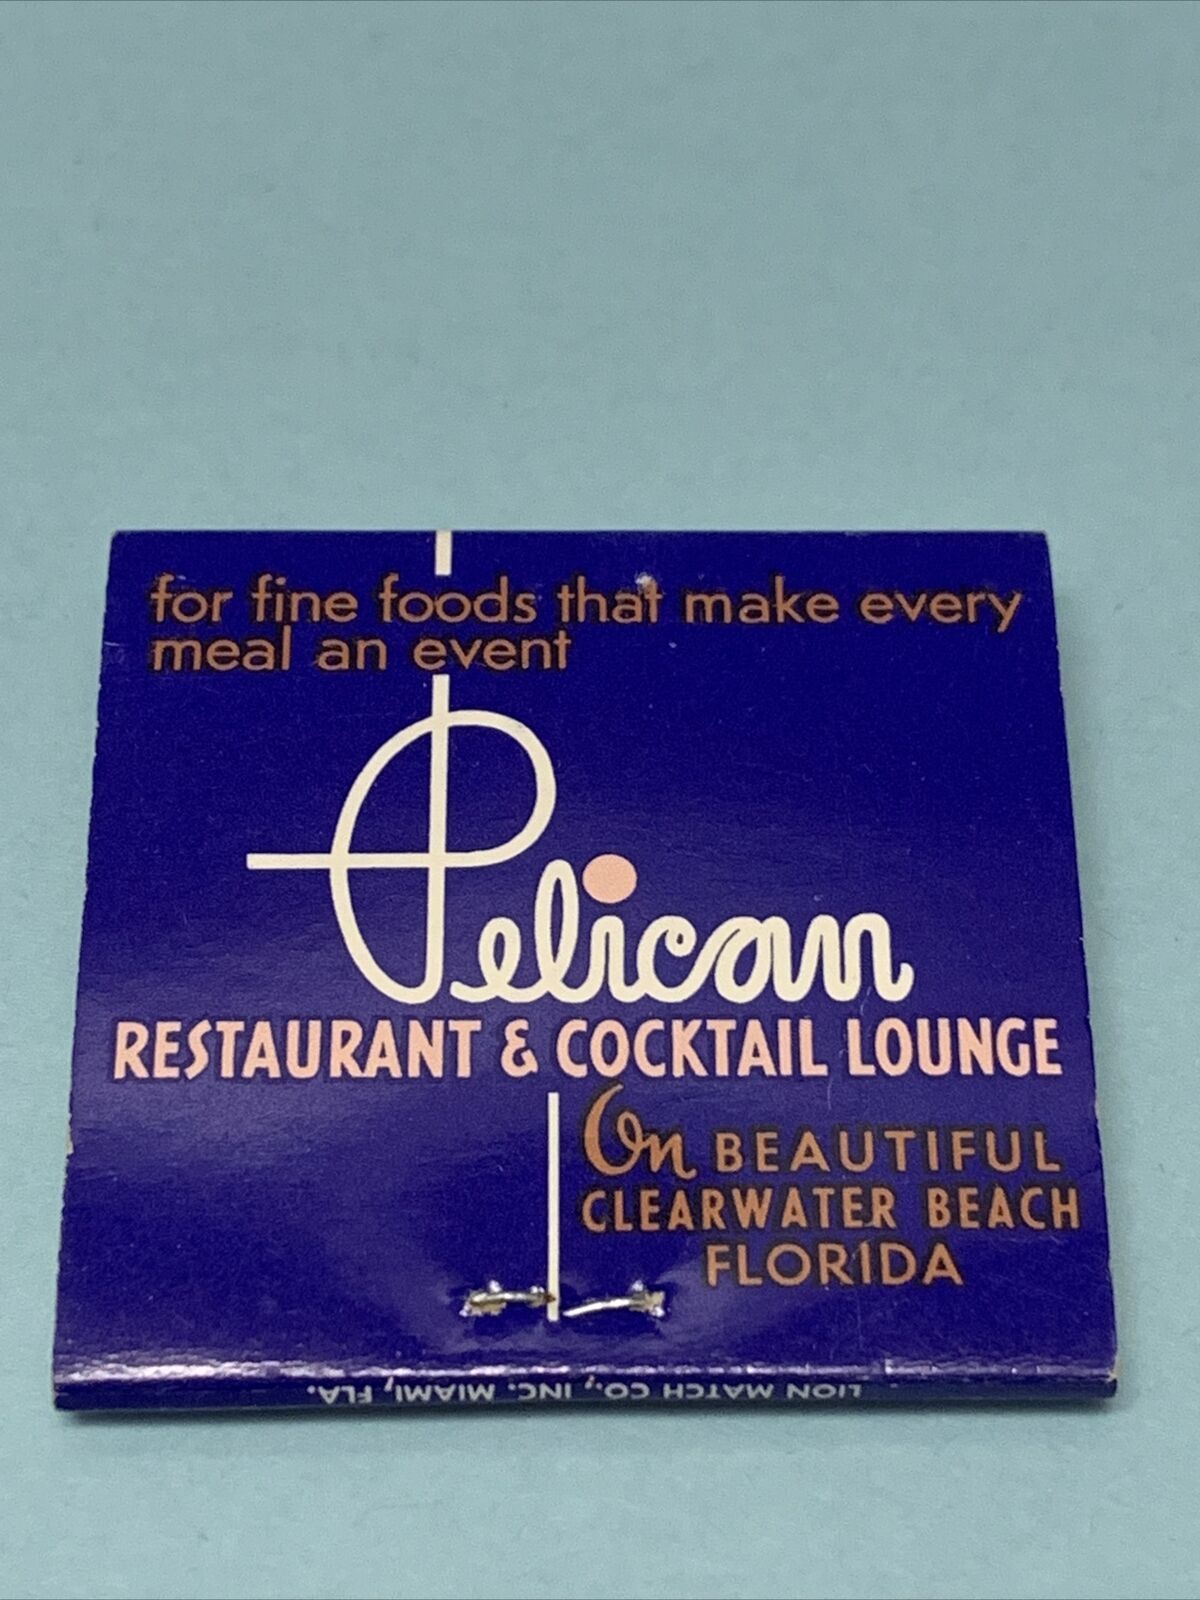 for fine foods that make every
meal an event
Pelican
RESTAURANT & COCKTAIL LOUNGE
On BEAUTIFUL
CLEARWATER BEACH
FLORIDA
LION MATCH CO., INC. MIAMI, FLA.